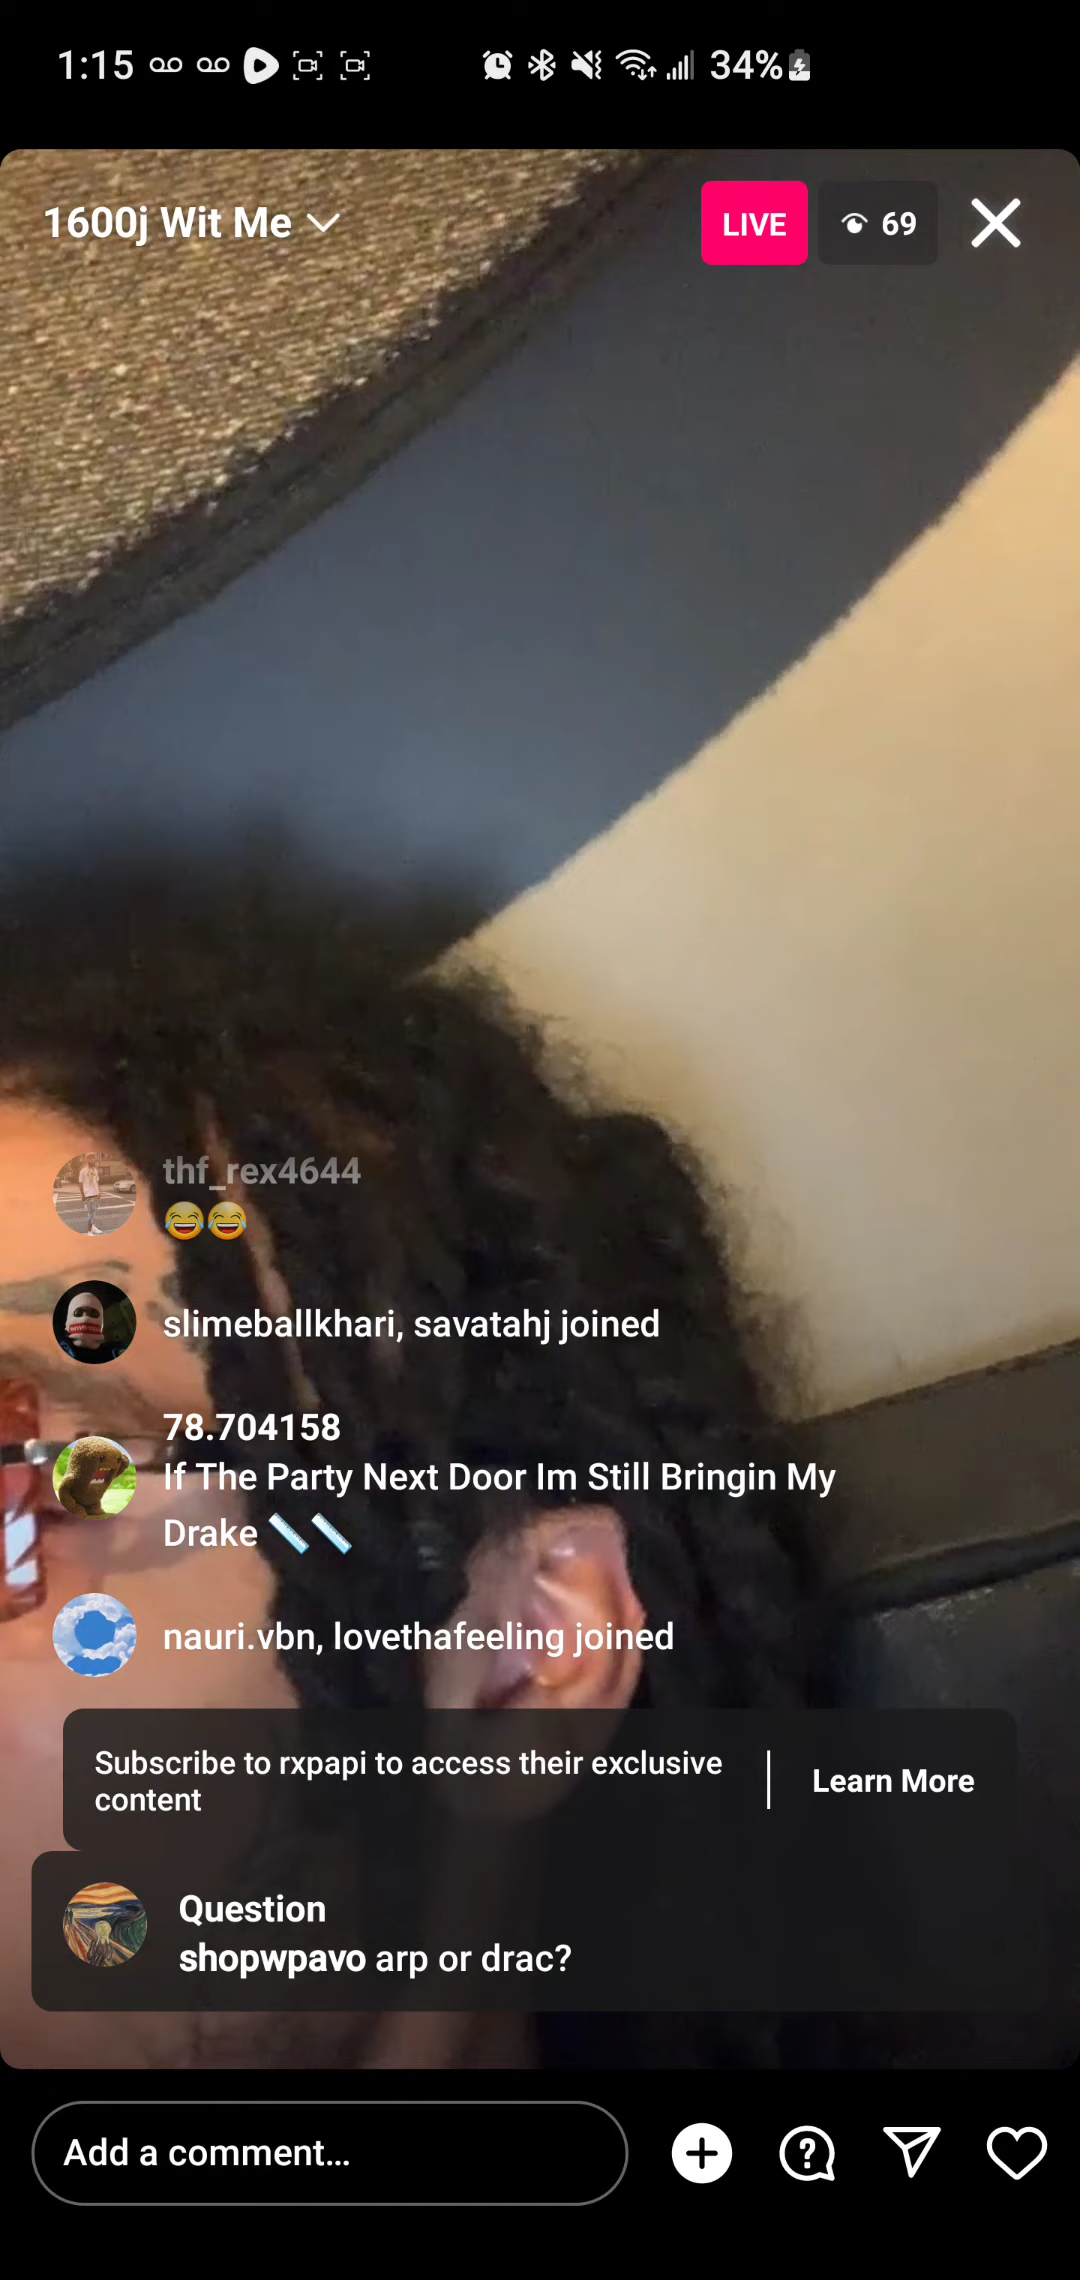 1:15
34%
1600j Wit Me
LIVE
69
thf_rex4644
😂😂
slimeballkhari, savatahj joined
78.704158
If The Party Next Door Im Still Bringin My
Drake 📏📏
nauri.vbn, lovethafeeling joined
Subscribe to rxpapi to access their exclusive
content
Learn More
Question
shopwpavo arp or drac?
Add a comment...